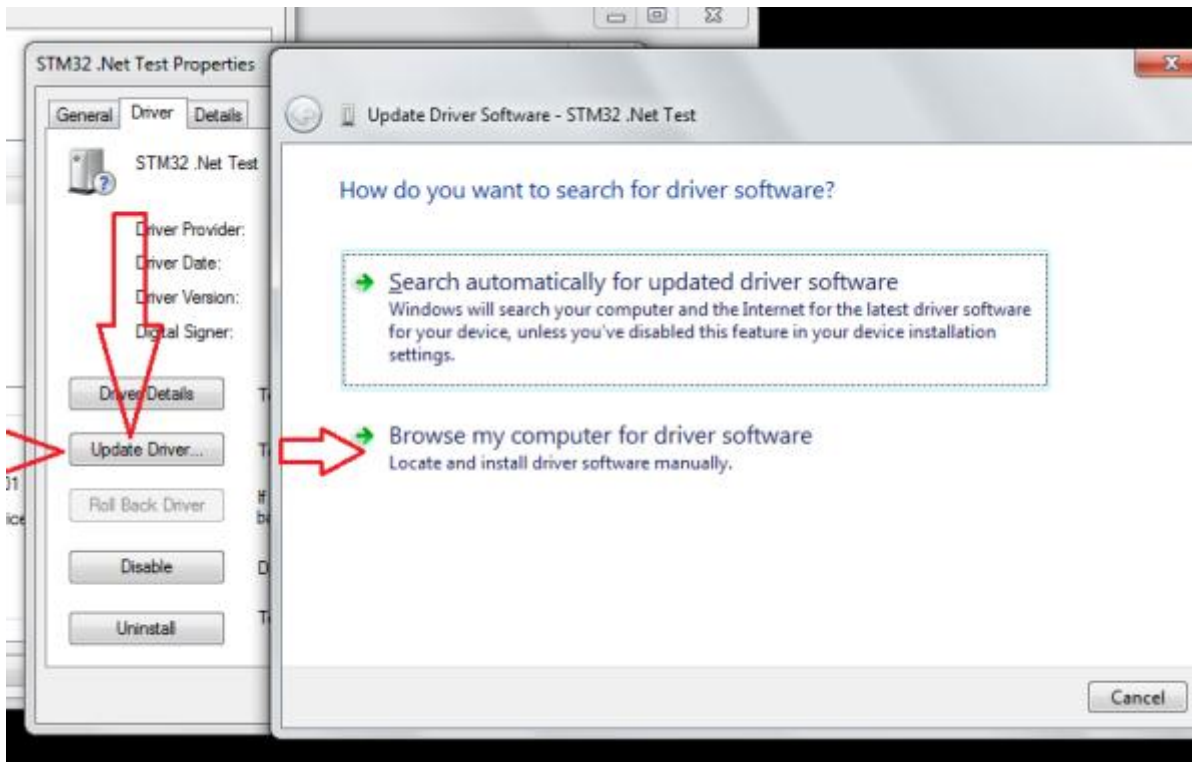 STM32 .Net Test Properties
General Driver Details
STM32 .Net Test
Driver Provider:
Driver Date:
Driver Version:
Digital Signer:
Driver Details
Update Driver...
Roll Back Driver
If
Disable
Uninstall
01
Update Driver Software - STM32 .Net Test
How do you want to search for driver software?
Search automatically for updated driver software
Windows will search your computer and the Internet for the latest driver software
for your device, unless you've disabled this feature in your device installation
settings.
Browse my computer for driver software
Locate and install driver software manually.
Cancel